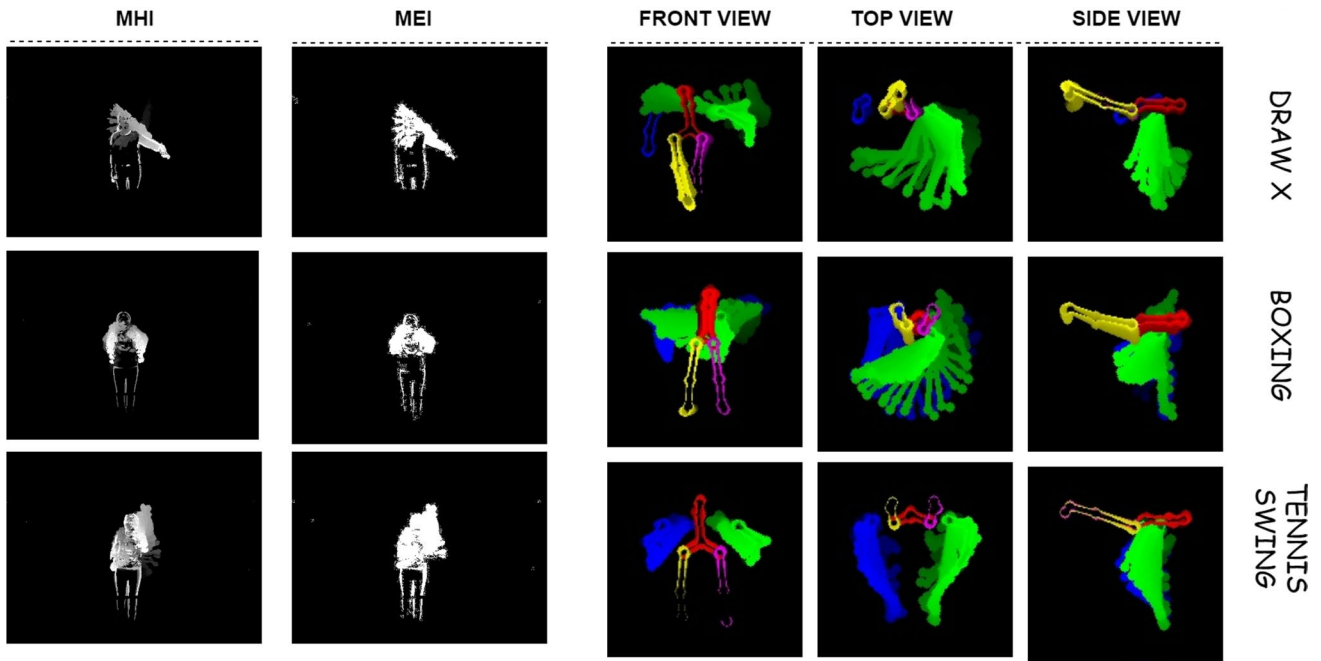 MHI
MEI
FRONT VIEW
TOP VIEW
SIDE VIEW
DRAW X
BOXING
TENNIS
SWING